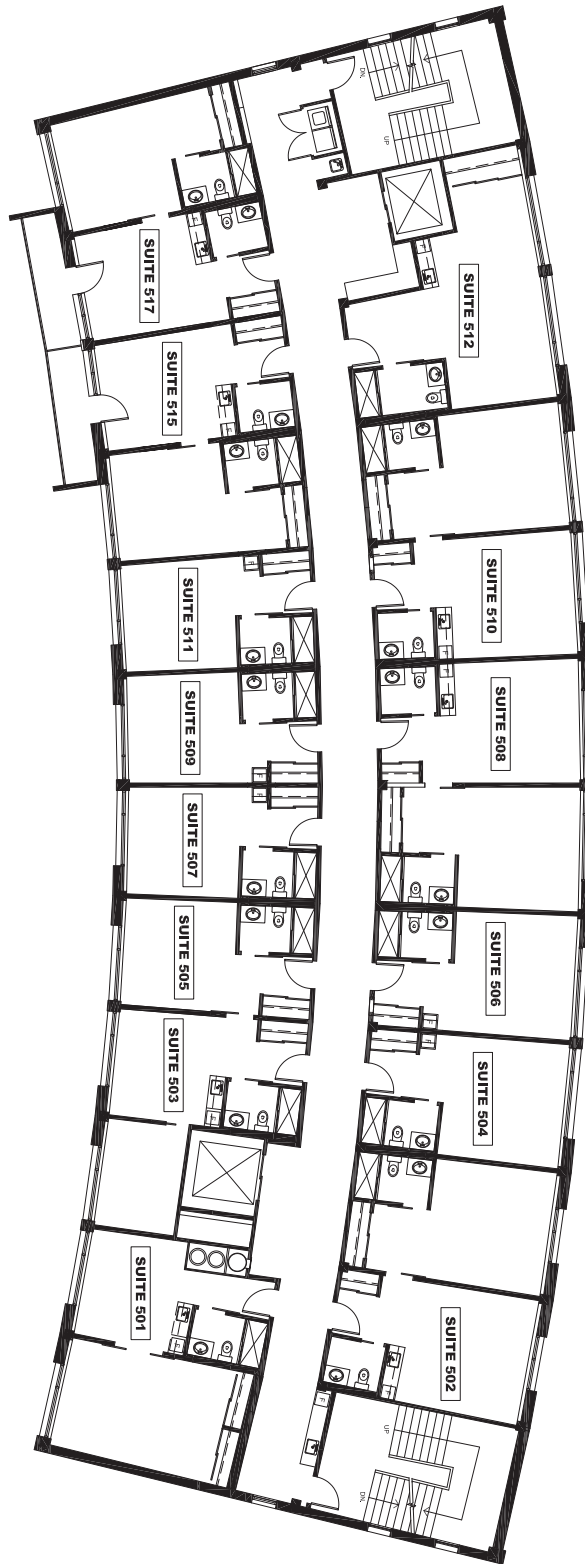 DN.
UP
SUITE 517
SUITE 512
SUITE 515
SUITE 510
SUITE 511
SUITE 508
SUITE 509
SUITE 507
SUITE 505
SUITE 506
SUITE 503
SUITE 504
SUITE 501
SUITE 502
UP
DN.
F
F
F
F
F
F
F
F
F
F
F
F
F